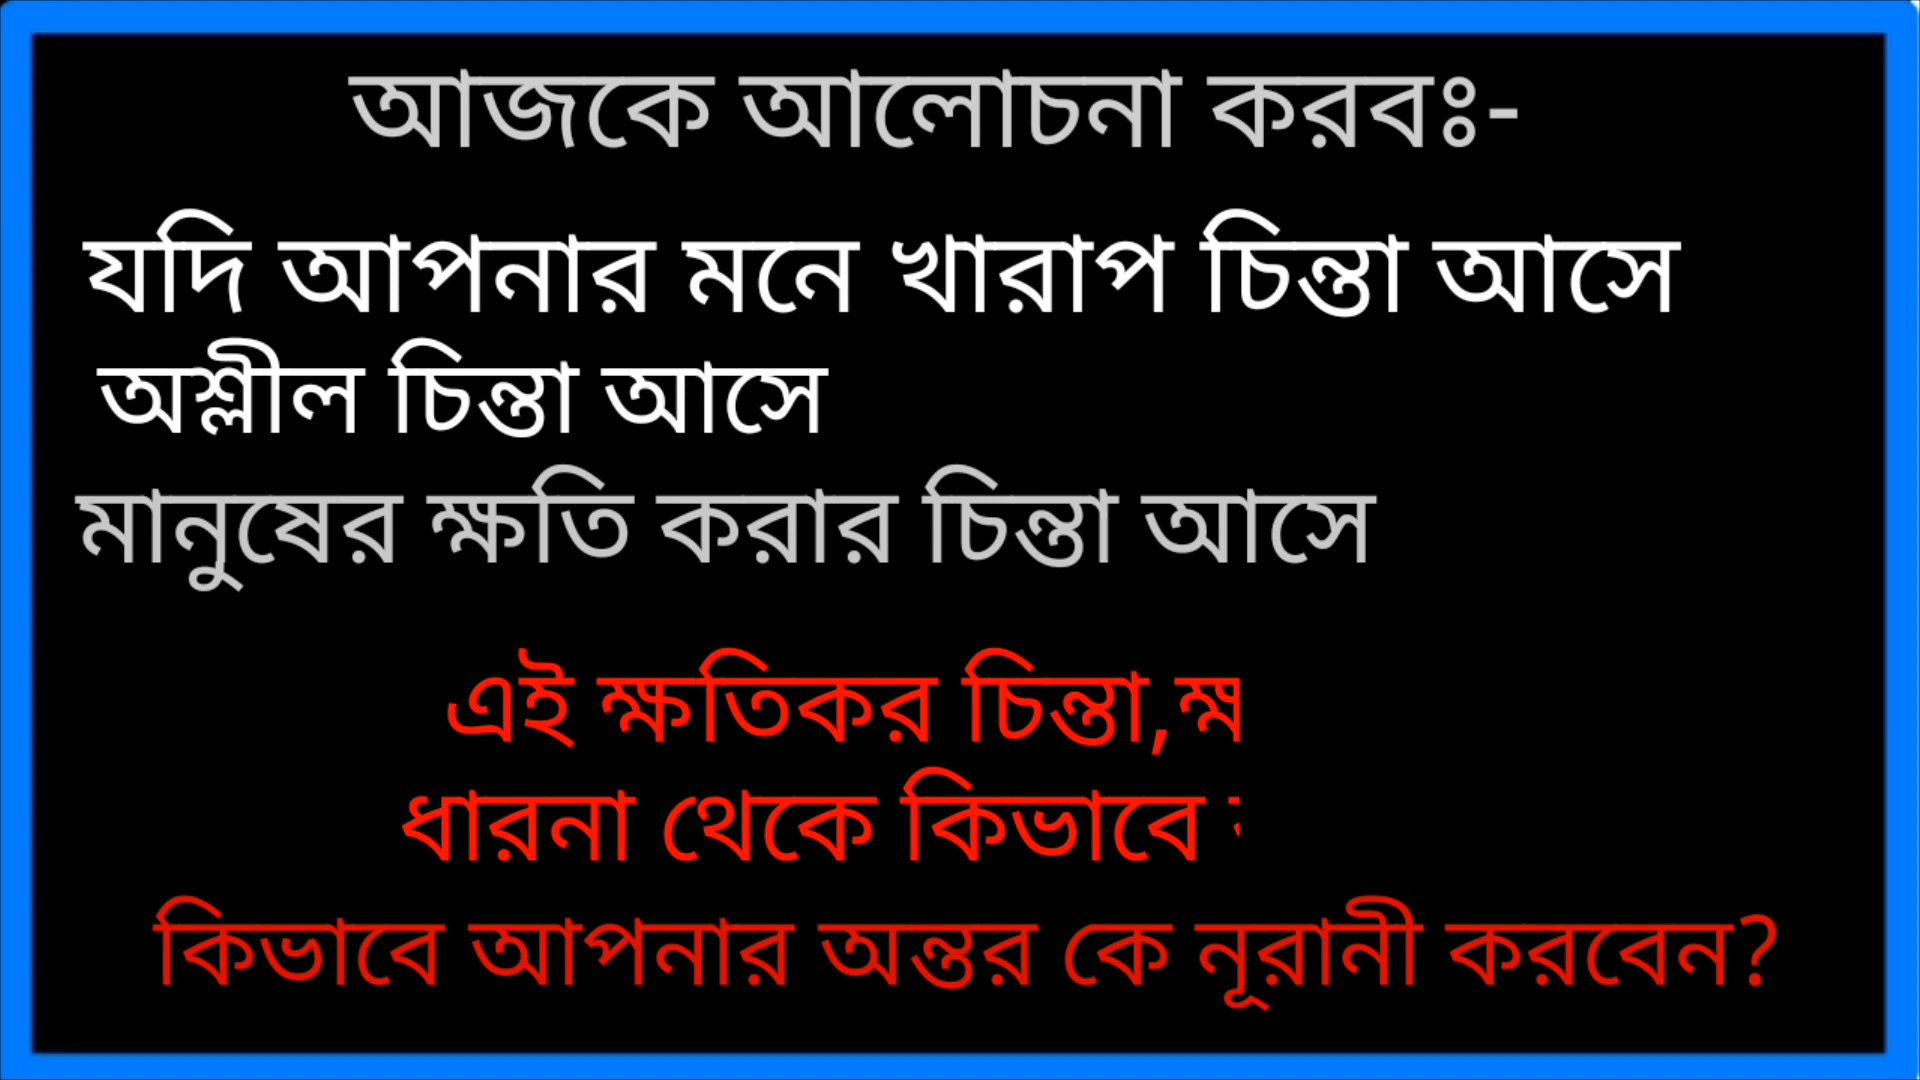 আজকে আলোচনা করবঃ-
যদি আপনার মনে খারাপ চিন্তা আসে
অশ্লীল চিন্তা আসে
মানুষের ক্ষতি করার চিন্তা আসে
এই ক্ষতিকর চিন্তা,ক্ষ
ধারনা থেকে কিভাবে
কিভাবে আপনার অন্তর কে নূরানী করবেন?